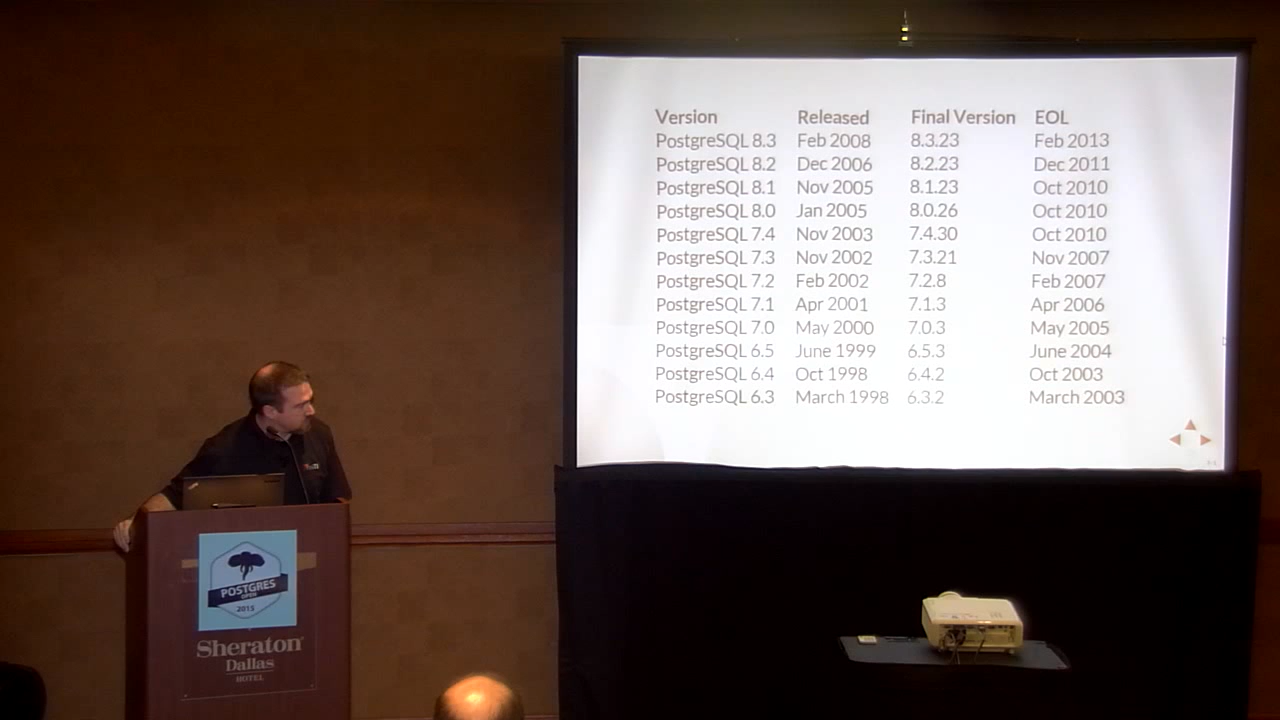 Version Released Final Version EOL
PostgreSQL 8.3 Feb 2008 8.3.23 Feb 2013
PostgreSQL 8.2 Dec 2006 8.2.23 Dec 2011
PostgreSQL 8.1 Nov 2005 8.1.23 Oct 2010
PostgreSQL 8.0 Jan 2005 8.0.26 Oct 2010
PostgreSQL 7.4 Nov 2003 7.4.30 Oct 2010
PostgreSQL 7.3 Nov 2002 7.3.21 Nov 2007
PostgreSQL 7.2 Feb 2002 7.2.8 Feb 2007
PostgreSQL 7.1 Apr 2001 7.1.3 Apr 2006
PostgreSQL 7.0 May 2000 7.0.3 May 2005
PostgreSQL 6.5 June 1999 6.5.3 June 2004
PostgreSQL 6.4 Oct 1998 6.4.2 Oct 2003
PostgreSQL 6.3 March 1998 6.3.2 March 2003
POSTGRES
OPEN
2015
Sheraton
Dallas
HOTEL